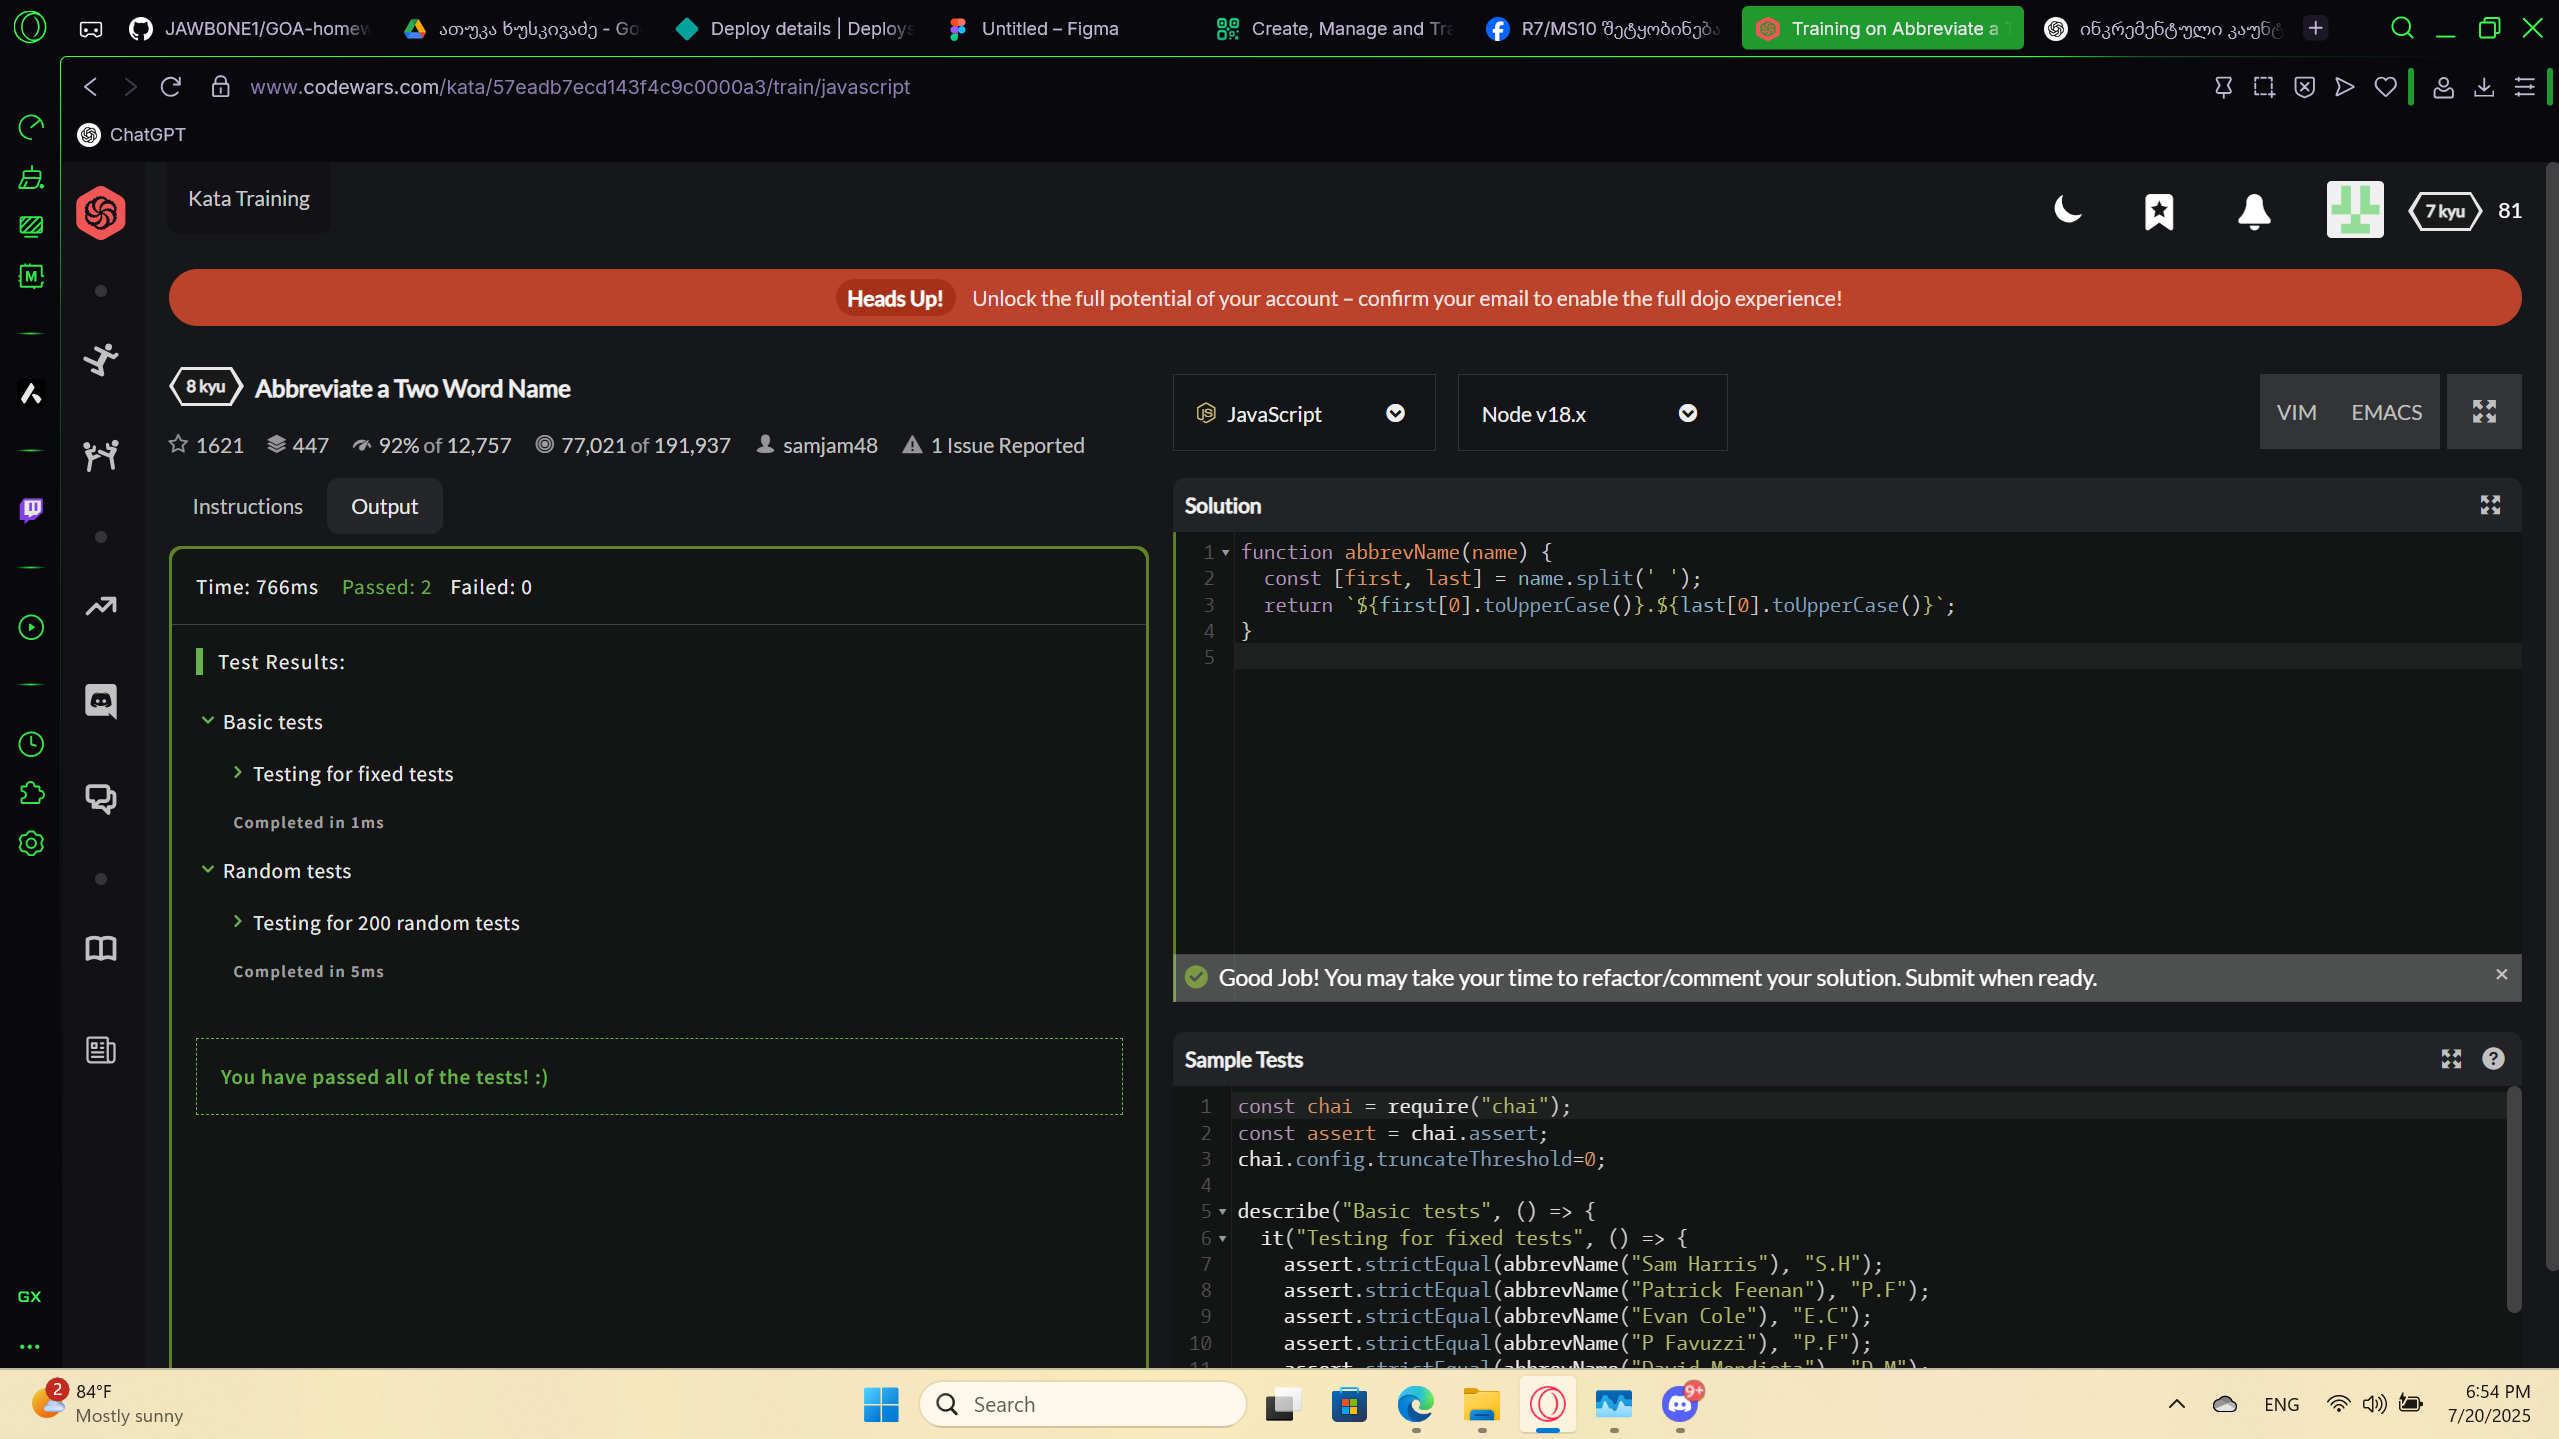 JAWB0NE1/GOA-homew
ათუკა ხუსკივაძე - Go
Deploy details | Deploys
Untitled – Figma
Create, Manage and Tra
R7/MS10 შეტყობინება
Training on Abbreviate a T
ინკრემენტული კაუნტ
www.codewars.com/kata/57eadb7ecd143f4c9c0000a3/train/javascript
ChatGPT
Kata Training
7 kyu
81
Heads Up! Unlock the full potential of your account – confirm your email to enable the full dojo experience!
8 kyu
Abbreviate a Two Word Name
1621
447
92% of 12,757
77,021 of 191,937
samjam48
1 Issue Reported
JavaScript
Node v18.x
VIM
EMACS
Instructions
Output
Time: 766ms Passed: 2 Failed: 0
Test Results:
Basic tests
Testing for fixed tests
Completed in 1ms
Random tests
Testing for 200 random tests
Completed in 5ms
You have passed all of the tests! :)
Solution
1 function abbrevName(name) {
2 const [first, last] = name.split(' ');
3 return `${first[0].toUpperCase()}.${last[0].toUpperCase()}`;
4 }
5
Good Job! You may take your time to refactor/comment your solution. Submit when ready.
Sample Tests
1 const chai = require("chai");
2 const assert = chai.assert;
3 chai.config.truncateThreshold=0;
4
5 describe("Basic tests", () => {
6 it("Testing for fixed tests", () => {
7 assert.strictEqual(abbrevName("Sam Harris"), "S.H");
8 assert.strictEqual(abbrevName("Patrick Feenan"), "P.F");
9 assert.strictEqual(abbrevName("Evan Cole"), "E.C");
10 assert.strictEqual(abbrevName("P Favuzzi"), "P.F");
11 assert.strictEqual(abbrevName("David Mendieta"), "D.M");
M
GX
2
84°F
Mostly sunny
Search
9+
ENG
6:54 PM
7/20/2025